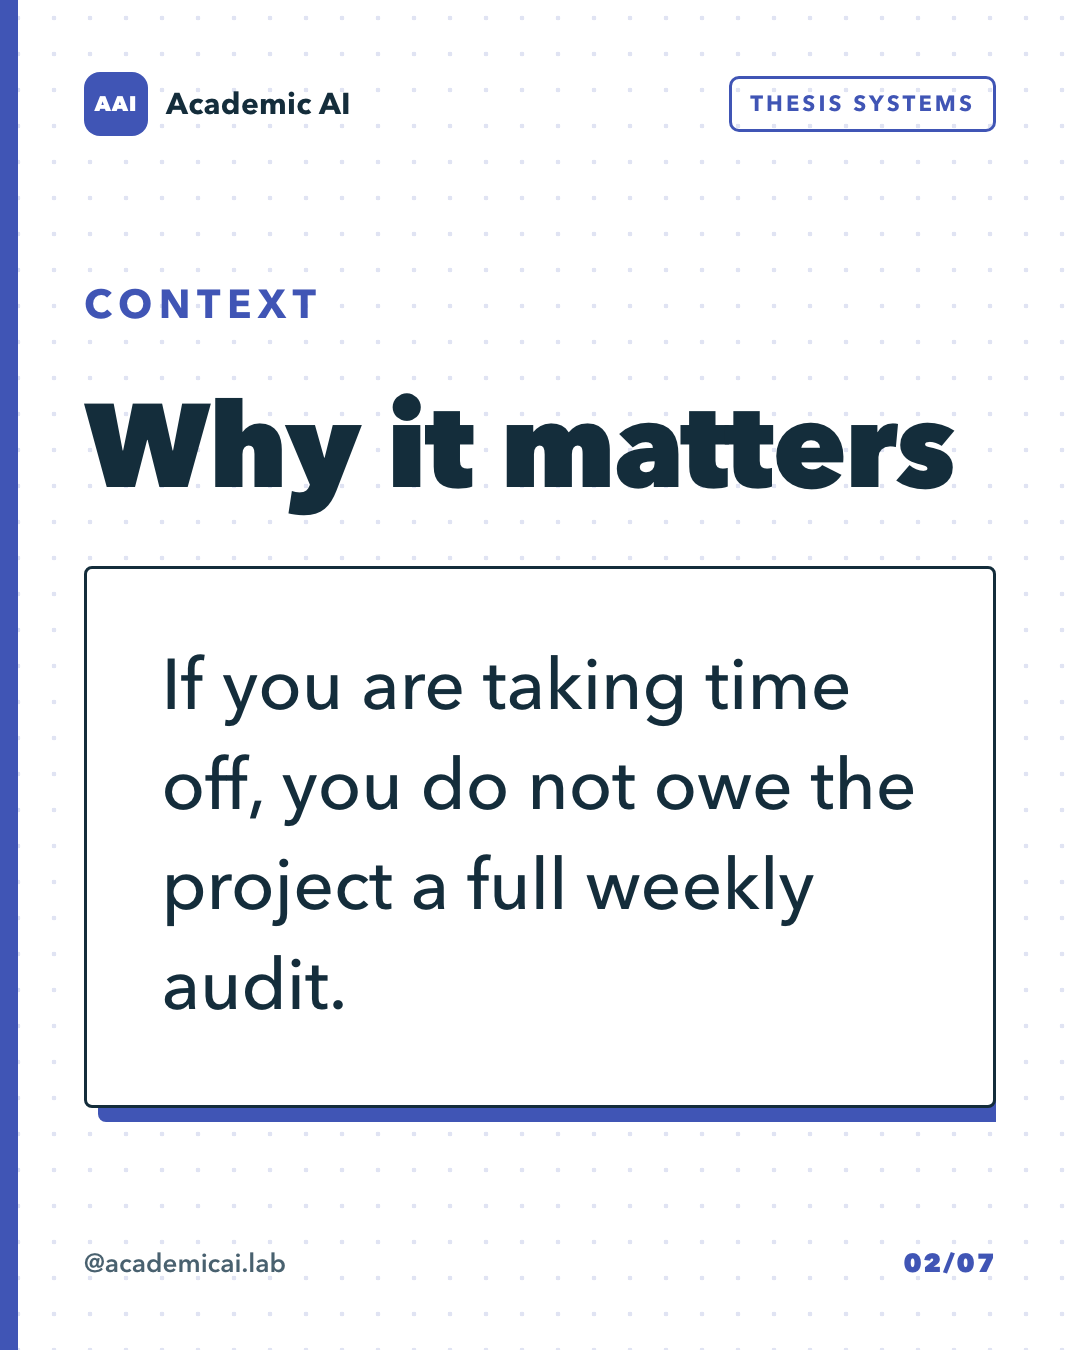 AAI
Academic AI
THESIS SYSTEMS
CONTEXT
Why it matters
If you are taking time
off, you do not owe the
project a full weekly
audit.
@academicai.lab
02/07